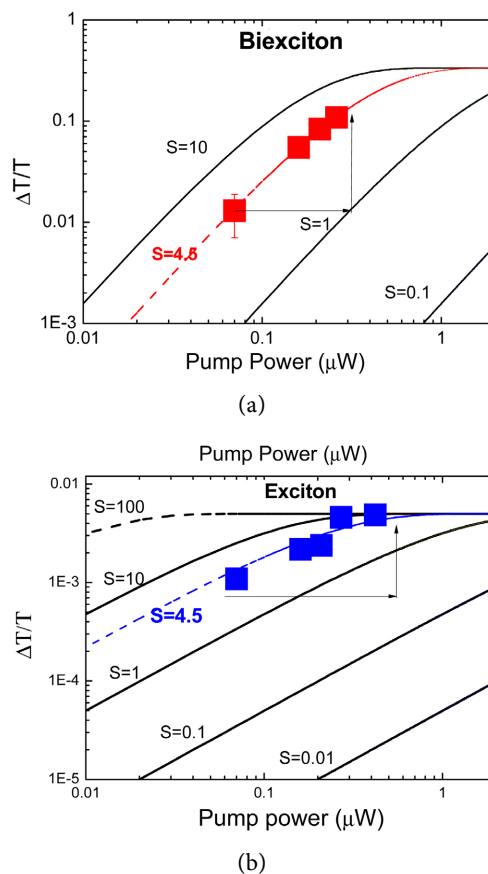 1
Biexciton
0.1
S=10
ΔT/T
0.01
S=1
S=4.5
S=0.1
1E-3
0.01 0.1 1
Pump Power (μW)
(a)
Pump Power (μW)
0.01
Exciton
S=100
S=10
1E-3
S=4.5
ΔT/T
S=1
1E-4
S=0.1
S=0.01
1E-5
0.01 0.1 1
Pump power (μW)
(b)